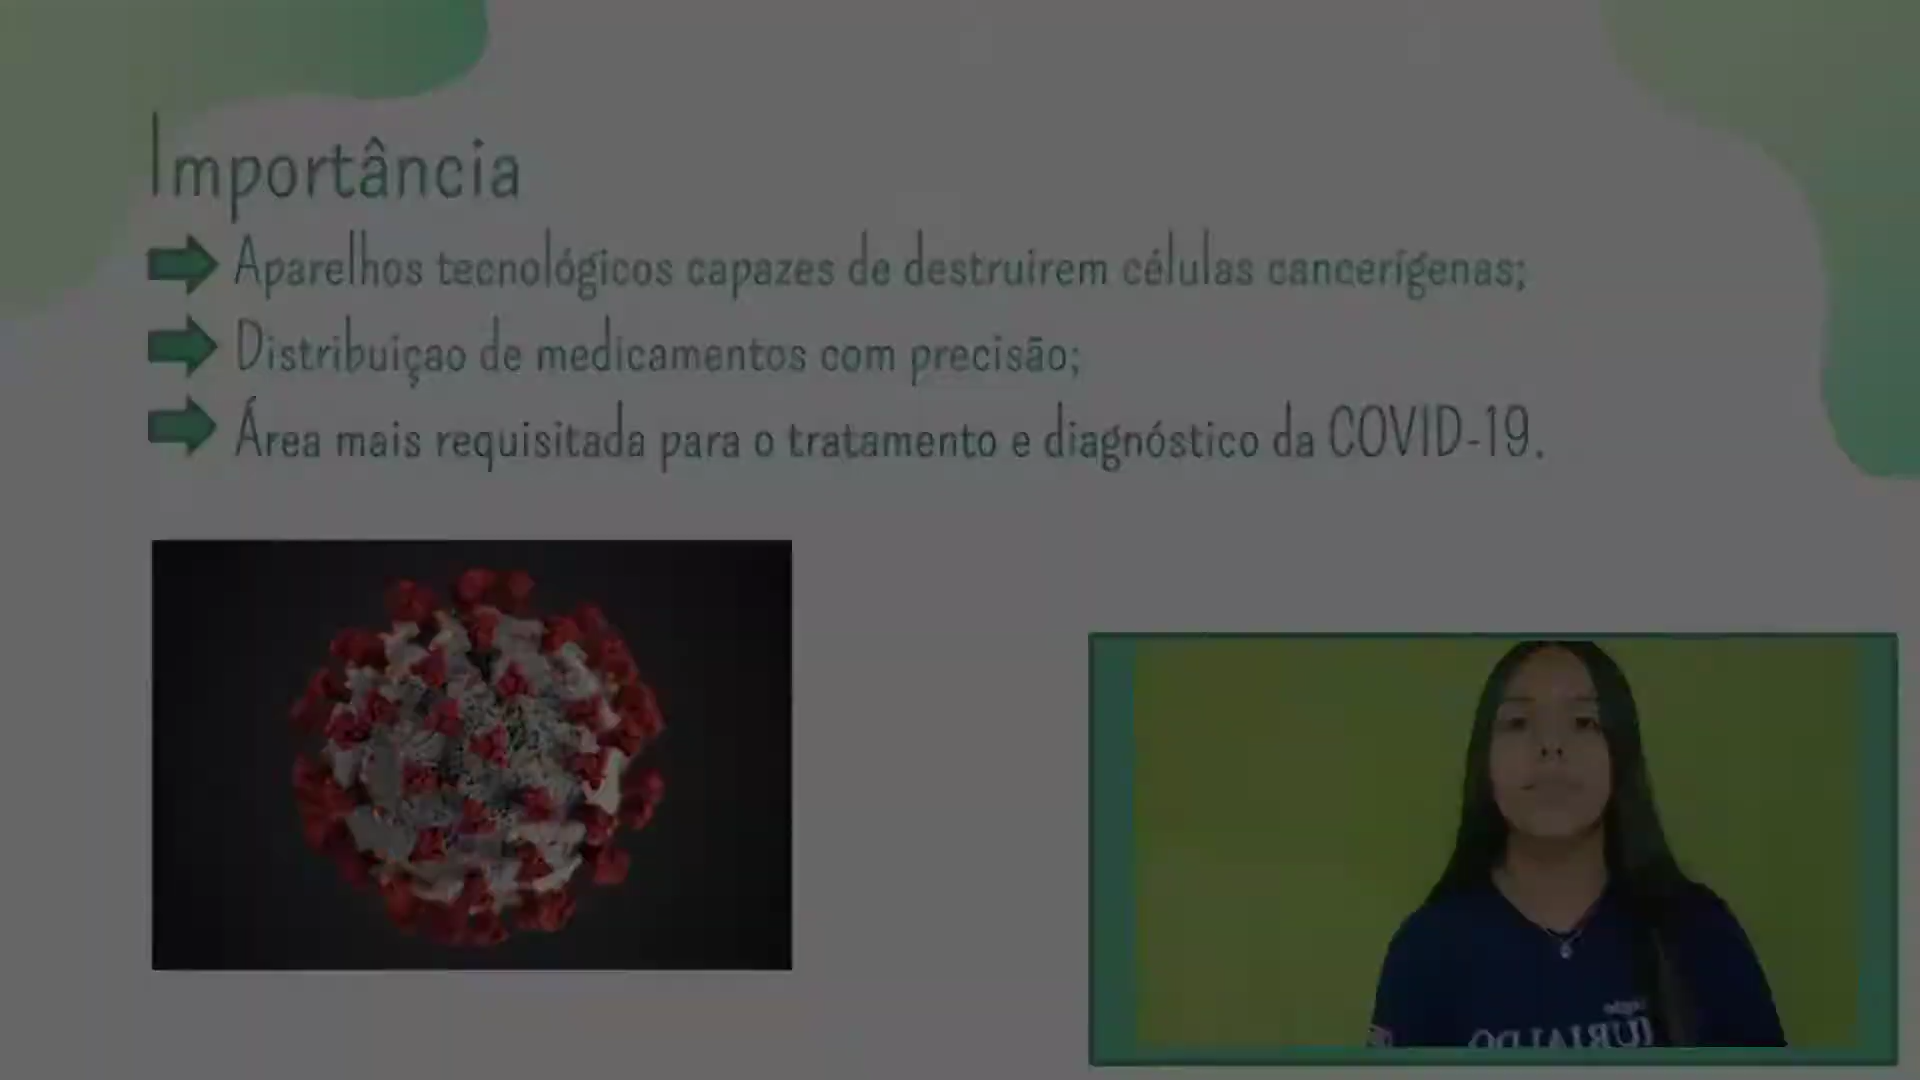 Importância
Aparelhos tecnológicos capazes de destruirem células cancerígenas;
Distribuiçao de medicamentos com precisão;
Área mais requisitada para o tratamento e diagnóstico da COVID-19.